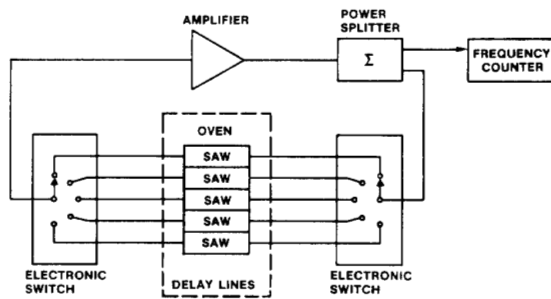 AMPLIFIER
POWER
SPLITTER
Σ
FREQUENCY
COUNTER
OVEN
SAW
SAW
SAW
SAW
SAW
ELECTRONIC
SWITCH
DELAY LINES
ELECTRONIC
SWITCH